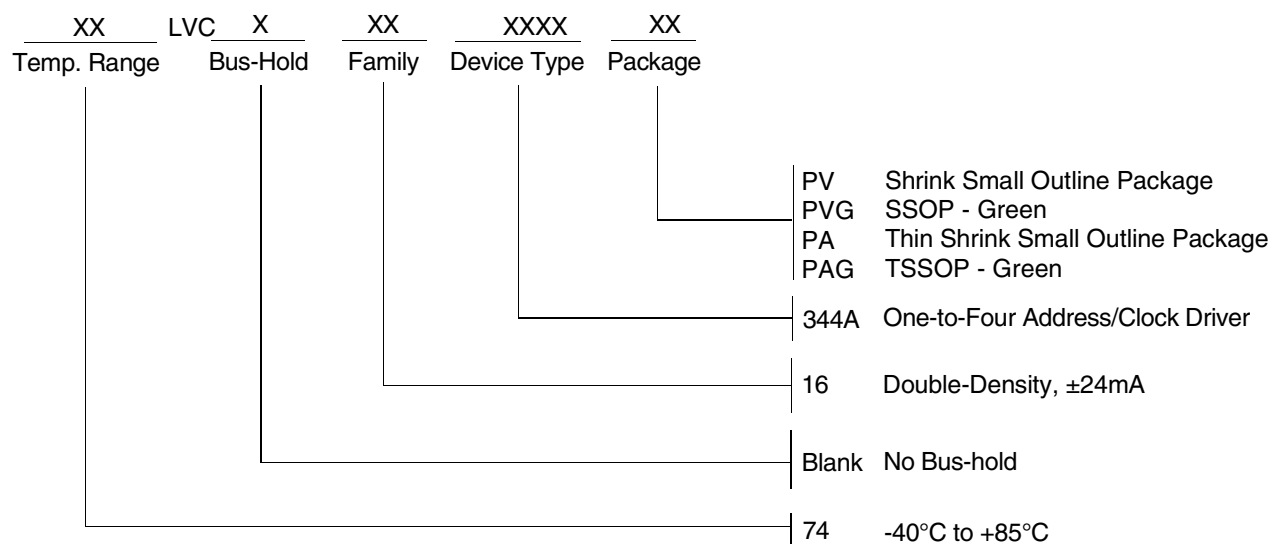 XX LVC X XX XXXX XX
Temp. Range Bus-Hold Family Device Type Package
PV Shrink Small Outline Package
PVG SSOP - Green
PA Thin Shrink Small Outline Package
PAG TSSOP - Green
344A One-to-Four Address/Clock Driver
16 Double-Density, ±24mA
Blank No Bus-hold
74 -40°C to +85°C